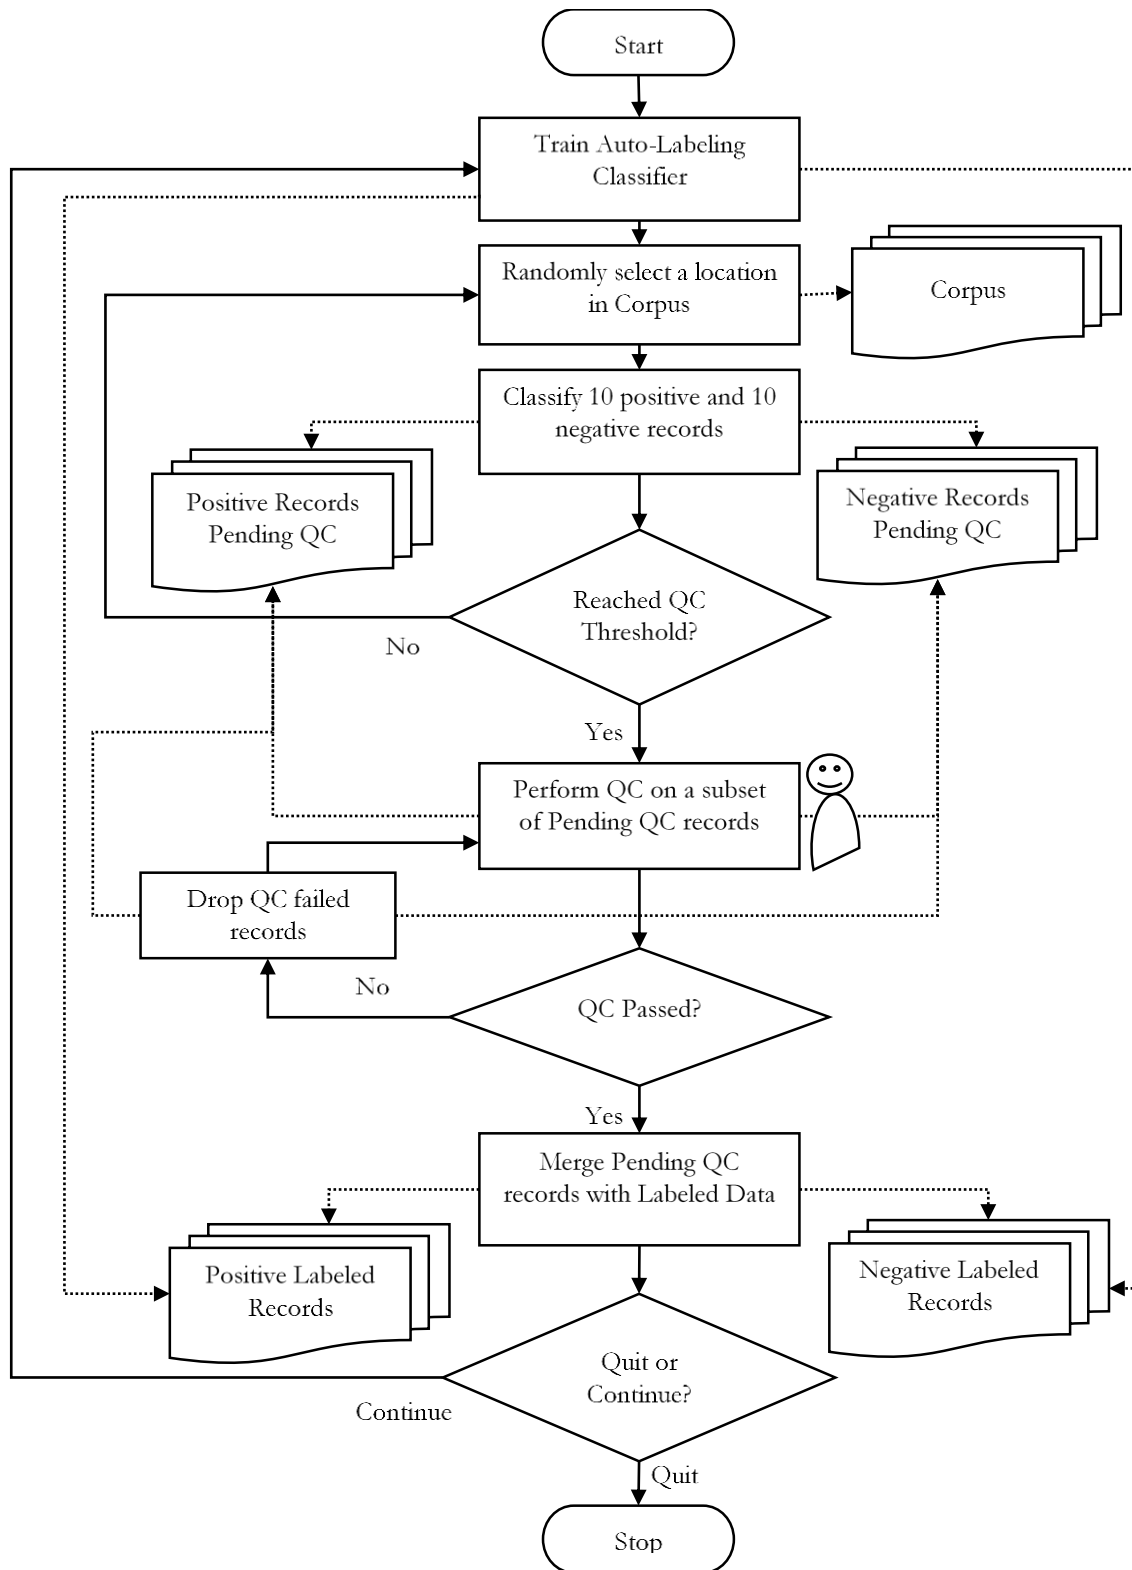 Start
Train Auto-Labeling
Classifier
Randomly select a location
in Corpus
Corpus
Classify 10 positive and 10
negative records
Positive Records
Pending QC
Negative Records
Pending QC
Reached QC
Threshold?
No
Yes
Perform QC on a subset
of Pending QC records
Drop QC failed
records
No
QC Passed?
Yes
Merge Pending QC
records with Labeled Data
Positive Labeled
Records
Negative Labeled
Records
Quit or
Continue?
Continue
Quit
Stop